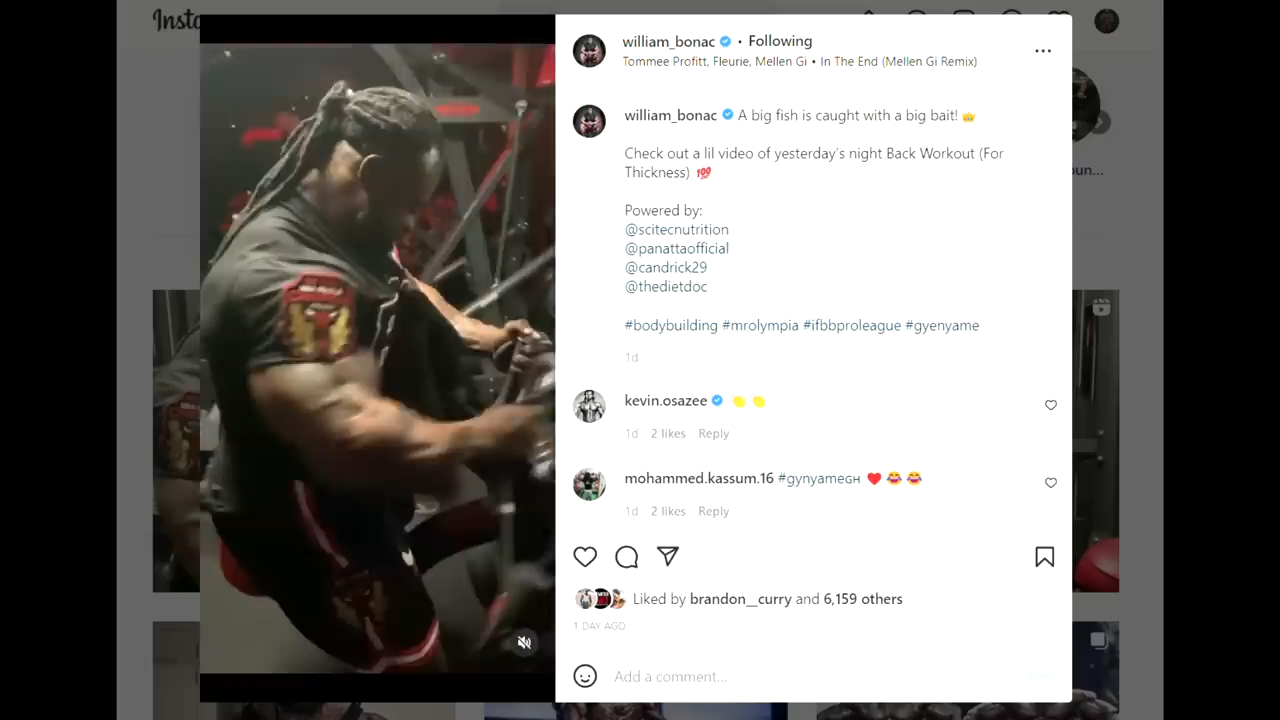 Insta
william_bonac • Following
Tommee Profitt, Fleurie, Mellen Gi • In The End (Mellen Gi Remix)
william_bonac A big fish is caught with a big bait! 👑
Check out a lil video of yesterday's night Back Workout (For
Thickness) 💯
Powered by:
@scitecnutrition
@panattaofficial
@candrick29
@thedietdoc
#bodybuilding #mrolympia #ifbbproleague #gyenyame
1d
kevin.osazee 👏 👏
1d 2 likes Reply
mohammed.kassum.16 #gynyameɢʜ ❤️ 😂 😂
1d 2 likes Reply
Liked by brandon__curry and 6,159 others
1 DAY AGO
Add a comment...
oun...